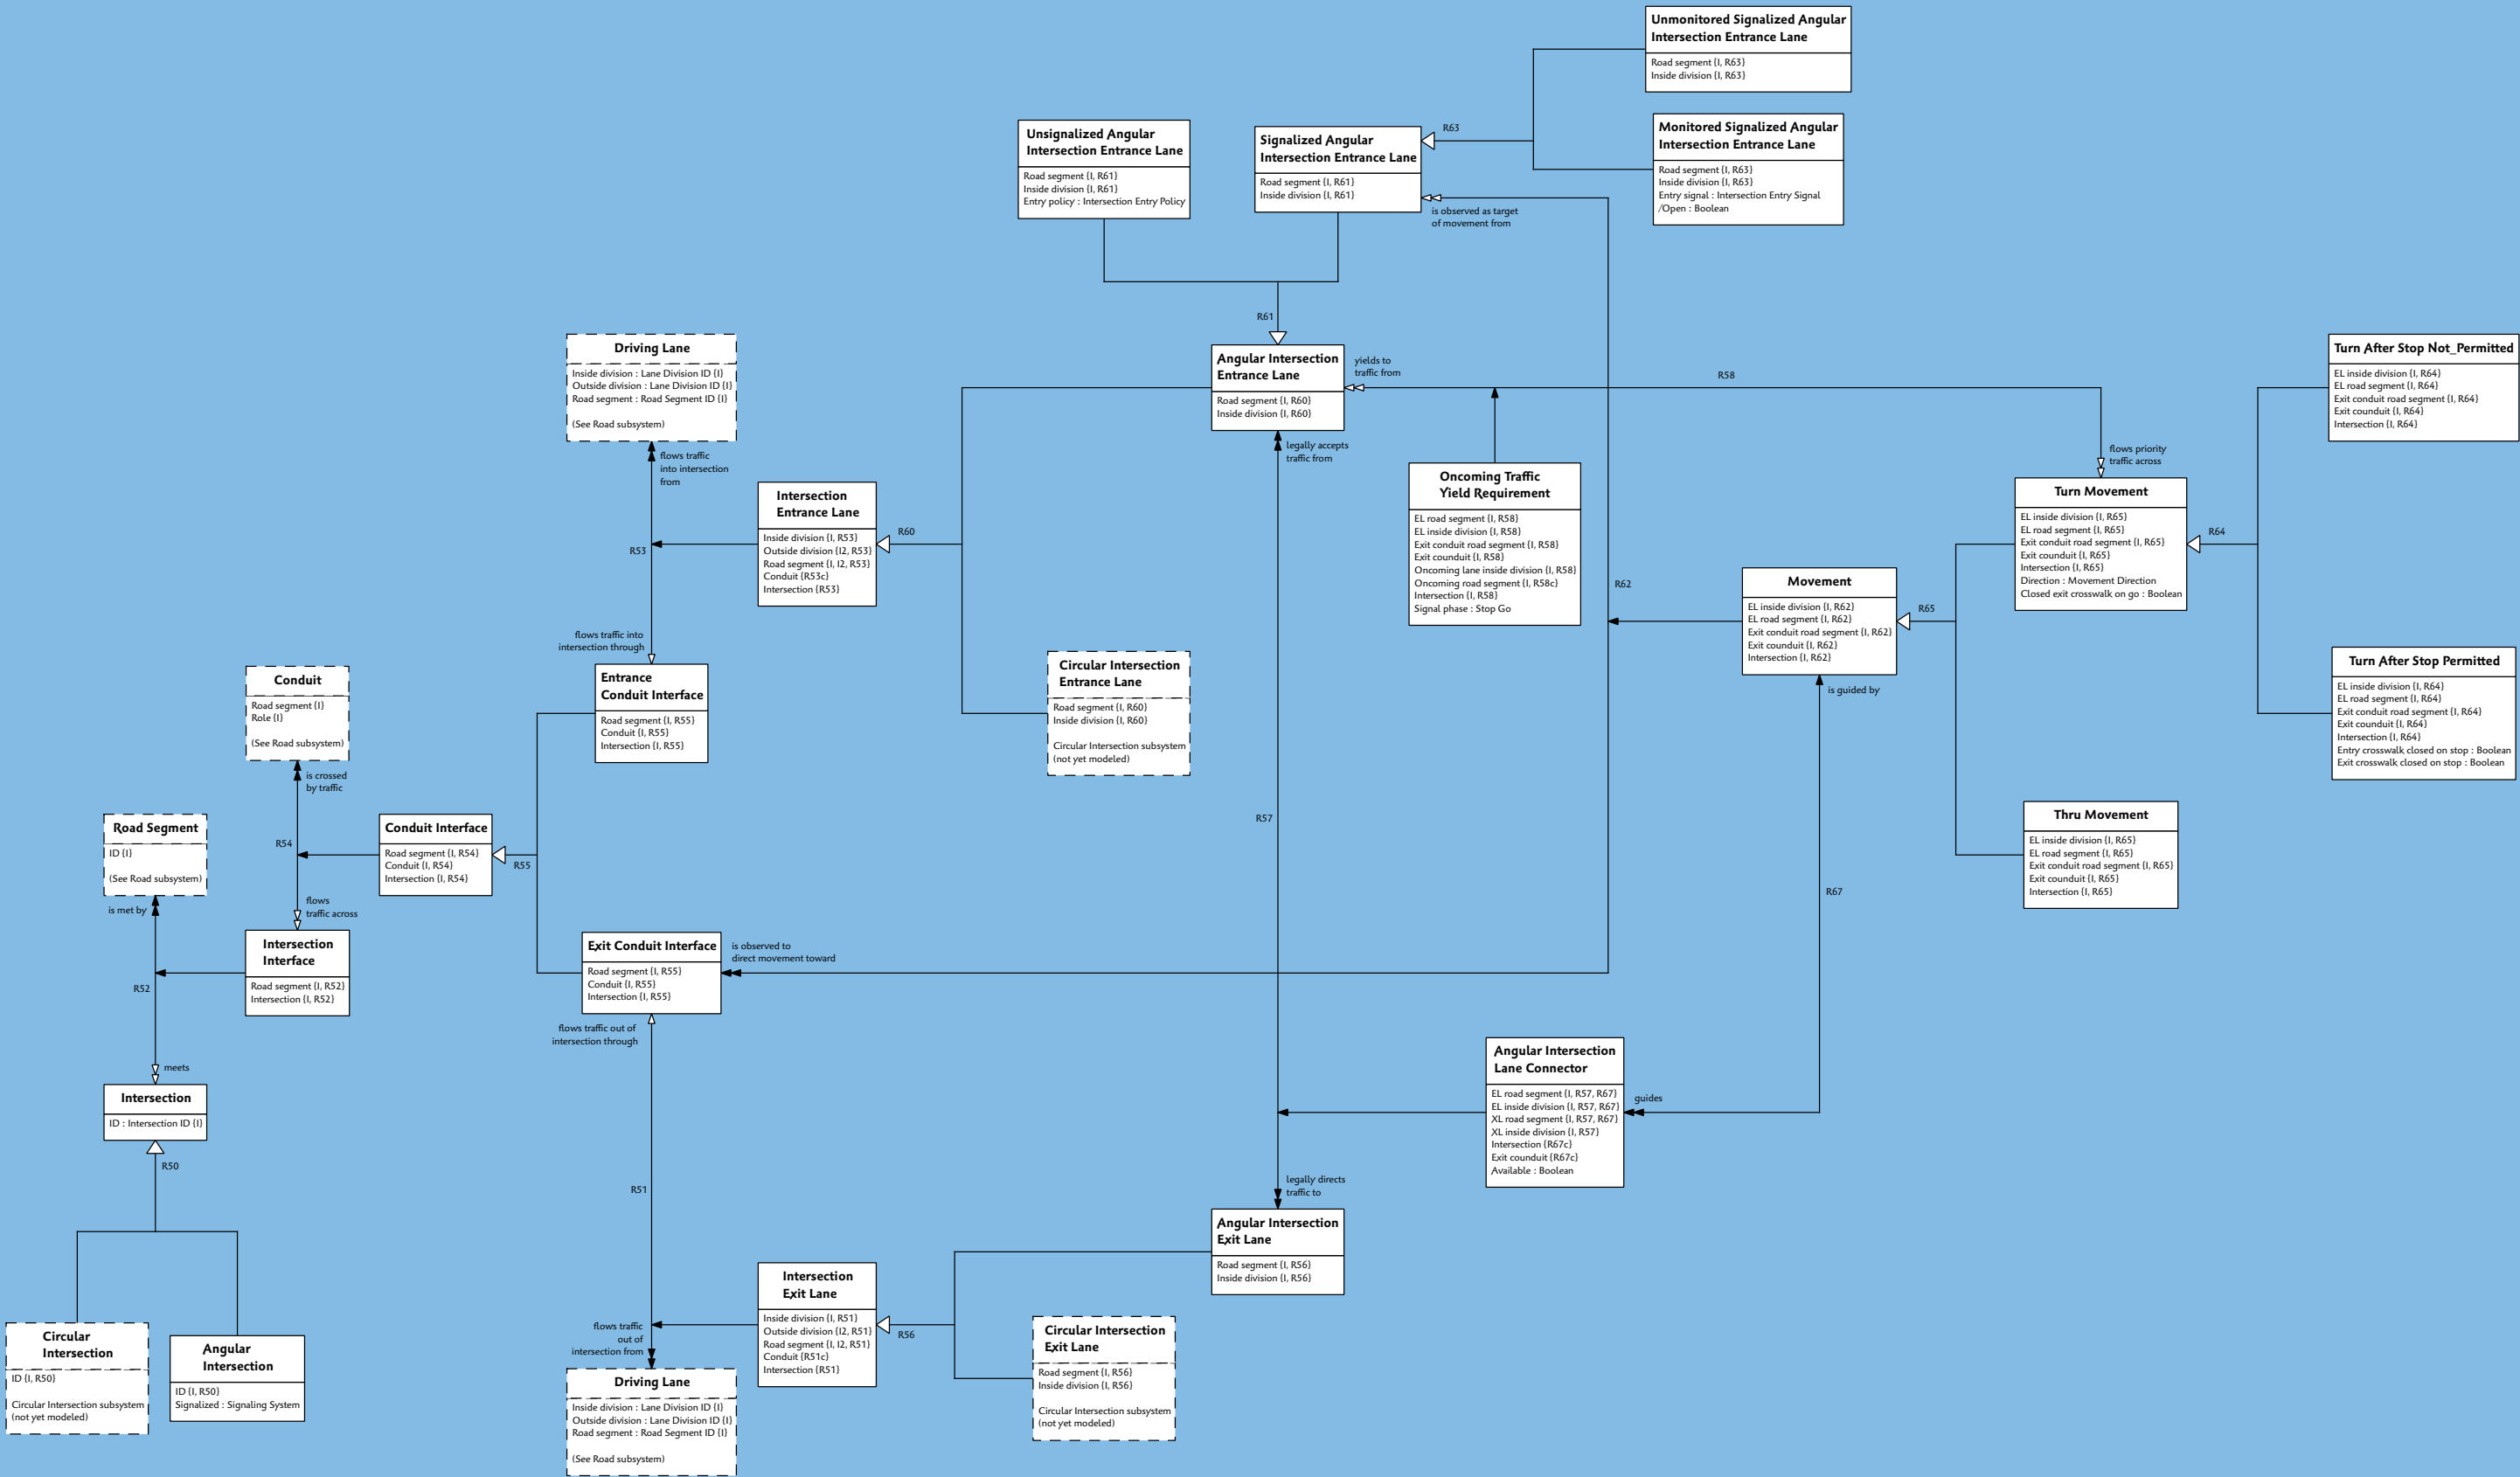 Unmonitored Signalized Angular
Intersection Entrance Lane
Road segment {I, R63}
Inside division {I, R63}
Monitored Signalized Angular
Intersection Entrance Lane
Road segment {I, R63}
Inside division {I, R63}
Entry signal : Intersection Entry Signal
/Open : Boolean
Unsignalized Angular
Intersection Entrance Lane
Road segment {I, R61}
Inside division {I, R61}
Entry policy : Intersection Entry Policy
Signalized Angular
Intersection Entrance Lane
Road segment {I, R61}
Inside division {I, R61}
R63
is observed as target
of movement from
R61
Driving Lane
Inside division : Lane Division ID {I}
Outside division : Lane Division ID {I}
Road segment : Road Segment ID {I}
(See Road subsystem)
Angular Intersection
Entrance Lane
Road segment {I, R60}
Inside division {I, R60}
yields to
traffic from
R58
Turn After Stop Not_Permitted
EL inside division {I, R64}
EL road segment {I, R64}
Exit conduit road segment {I, R64}
Exit counduit {I, R64}
Intersection {I, R64}
flows traffic
into intersection
from
legally accepts
traffic from
flows priority
traffic across
Intersection
Entrance Lane
Inside division {I, R53}
Outside division {I2, R53}
Road segment {I, I2, R53}
Conduit {R53c}
Intersection {R53}
R60
R53
Oncoming Traffic
Yield Requirement
EL road segment {I, R58}
EL inside division {I, R58}
Exit conduit road segment {I, R58}
Exit counduit {I, R58}
Oncoming lane inside division {I, R58}
Oncoming road segment {I, R58c}
Intersection {I, R58}
Signal phase : Stop Go
Turn Movement
EL inside division {I, R65}
EL road segment {I, R65}
Exit conduit road segment {I, R65}
Exit counduit {I, R65}
Intersection {I, R65}
Direction : Movement Direction
Closed exit crosswalk on go : Boolean
R64
R62
Movement
EL inside division {I, R62}
EL road segment {I, R62}
Exit conduit road segment {I, R62}
Exit counduit {I, R62}
Intersection {I, R62}
R65
flows traffic into
intersection through
Entrance
Conduit Interface
Road segment {I, R55}
Conduit {I, R55}
Intersection {I, R55}
Circular Intersection
Entrance Lane
Road segment {I, R60}
Inside division {I, R60}
Circular Intersection subsystem
(not yet modeled)
Turn After Stop Permitted
EL inside division {I, R64}
EL road segment {I, R64}
Exit conduit road segment {I, R64}
Exit counduit {I, R64}
Intersection {I, R64}
Entry crosswalk closed on stop : Boolean
Exit crosswalk closed on stop : Boolean
is guided by
Conduit
Road segment {I}
Role {I}
(See Road subsystem)
is crossed
by traffic
Road Segment
ID {I}
(See Road subsystem)
R54
Conduit Interface
Road segment {I, R54}
Conduit {I, R54}
Intersection {I, R54}
R55
R57
Thru Movement
EL inside division {I, R65}
EL road segment {I, R65}
Exit conduit road segment {I, R65}
Exit counduit {I, R65}
Intersection {I, R65}
R67
is met by
flows
traffic across
Intersection
Interface
Road segment {I, R52}
Intersection {I, R52}
R52
Exit Conduit Interface
Road segment {I, R55}
Conduit {I, R55}
Intersection {I, R55}
is observed to
direct movement toward
flows traffic out of
intersection through
meets
Intersection
ID : Intersection ID {I}
R50
Angular Intersection
Lane Connector
EL road segment {I, R57, R67}
EL inside division {I, R57, R67}
XL road segment {I, R57, R67}
XL inside division {I, R57}
Intersection {R67c}
Exit counduit {R67c}
Available : Boolean
guides
R51
legally directs
traffic to
Angular Intersection
Exit Lane
Road segment {I, R56}
Inside division {I, R56}
Intersection
Exit Lane
Inside division {I, R51}
Outside division {I2, R51}
Road segment {I, I2, R51}
Conduit {R51c}
Intersection {R51}
R56
flows traffic
out of
intersection from
Circular
Intersection
ID {I, R50}
Circular Intersection subsystem
(not yet modeled)
Angular
Intersection
ID {I, R50}
Signalized : Signaling System
Circular Intersection
Exit Lane
Road segment {I, R56}
Inside division {I, R56}
Circular Intersection subsystem
(not yet modeled)
Driving Lane
Inside division : Lane Division ID {I}
Outside division : Lane Division ID {I}
Road segment : Road Segment ID {I}
(See Road subsystem)